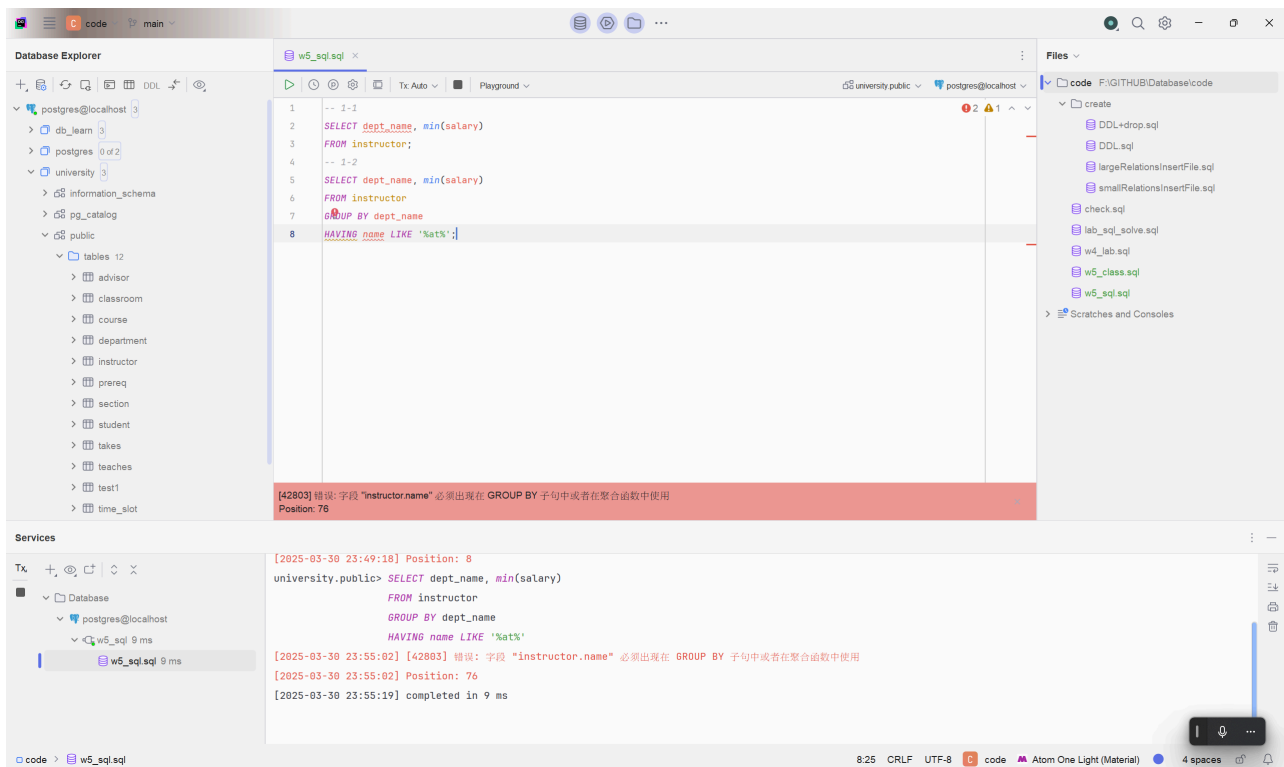 C code main
Database Explorer
w5_sql.sql
Files
DDL
Tx: Auto
Playground
university.public
postgres@localhost
postgres@localhost 3
db_learn 3
postgres 0 of 2
university 3
information_schema
pg_catalog
public
tables 12
advisor
classroom
course
department
instructor
prereq
section
student
takes
teaches
test1
time_slot
1 -- 1-1
2 SELECT dept_name, min(salary)
3 FROM instructor;
4 -- 1-2
5 SELECT dept_name, min(salary)
6 FROM instructor
7 GROUP BY dept_name
8 HAVING name LIKE '%at%';
2 1
[42803] 错误: 字段 "instructor.name" 必须出现在 GROUP BY 子句中或者在聚合函数中使用
Position: 76
code F:\GITHUB\Database\code
create
DDL+drop.sql
DDL.sql
largeRelationsInsertFile.sql
smallRelationsInsertFile.sql
check.sql
lab_sql_solve.sql
w4_lab.sql
w5_class.sql
w5_sql.sql
Scratches and Consoles
Services
Tx
Database
postgres@localhost
w5_sql 9 ms
w5_sql.sql 9 ms
[2025-03-30 23:49:18] Position: 8
university.public> SELECT dept_name, min(salary)
FROM instructor
GROUP BY dept_name
HAVING name LIKE '%at%'
[2025-03-30 23:55:02] [42803] 错误: 字段 "instructor.name" 必须出现在 GROUP BY 子句中或者在聚合函数中使用
[2025-03-30 23:55:02] Position: 76
[2025-03-30 23:55:19] completed in 9 ms
code > w5_sql.sql
8:25 CRLF UTF-8 C code Atom One Light (Material) 4 spaces